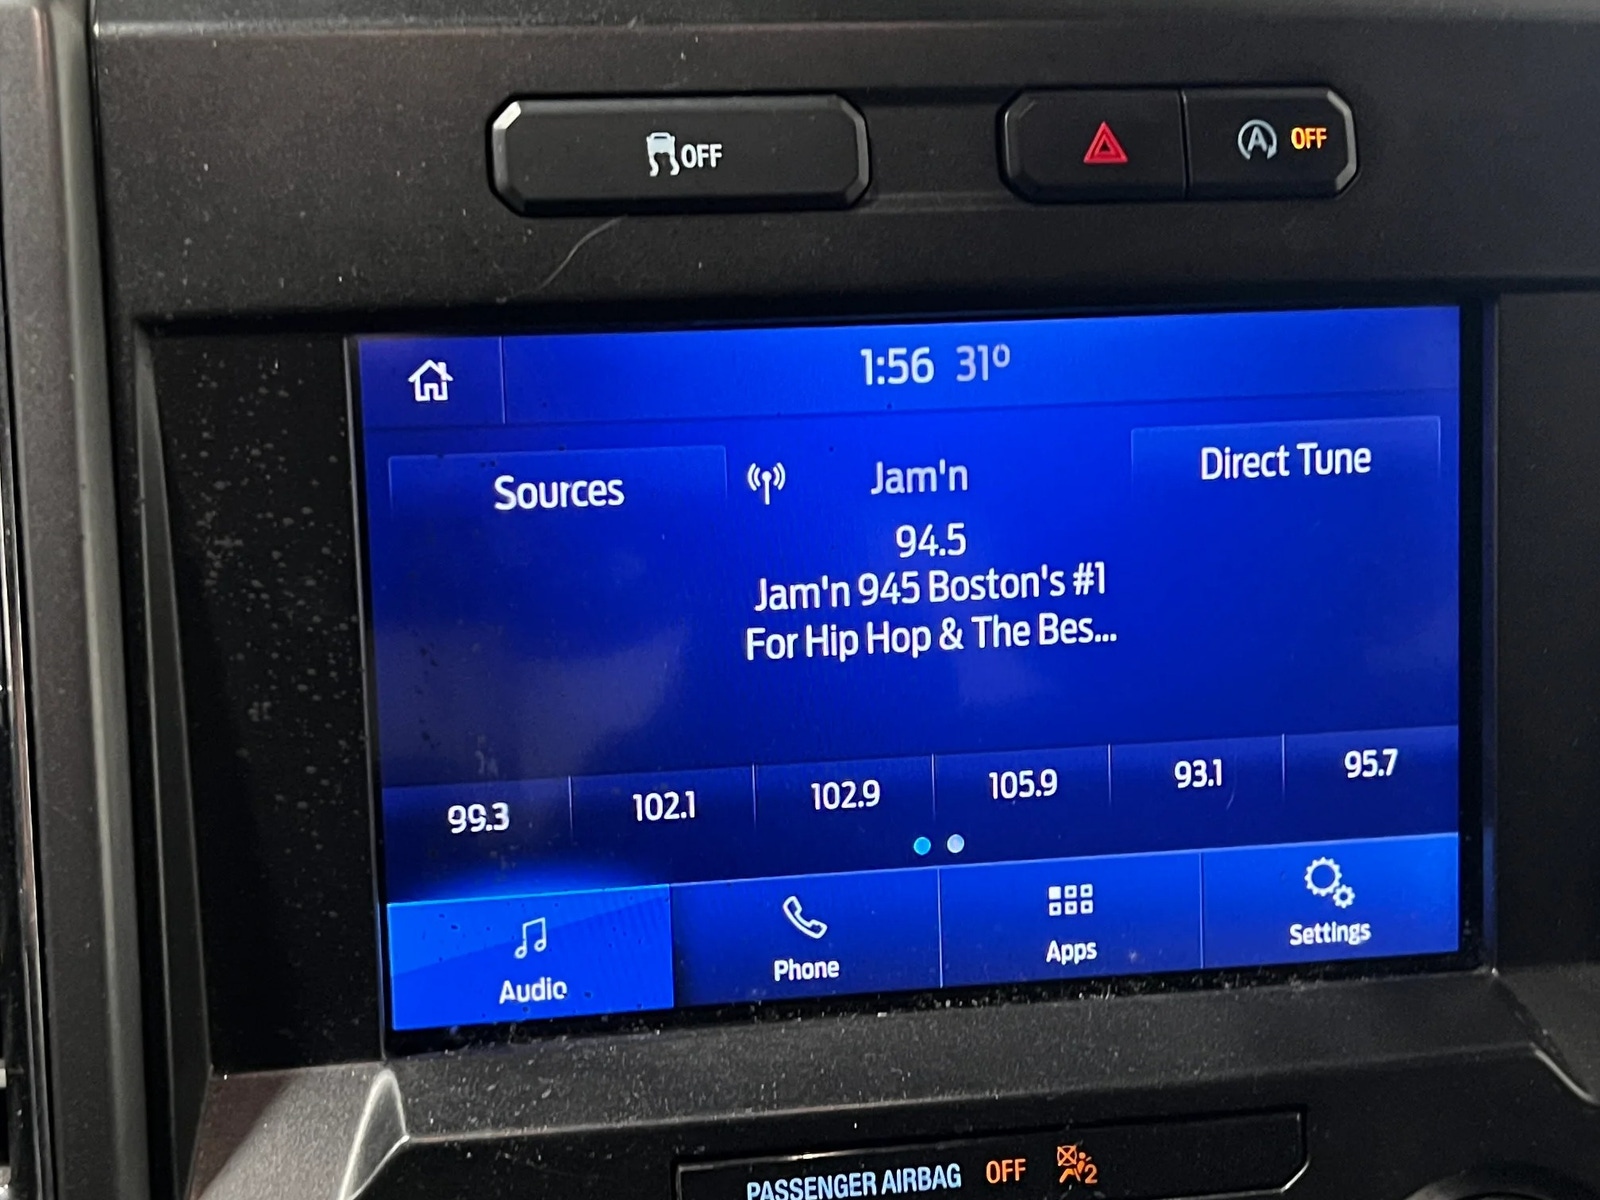 OFF
A OFF
1:56 31°
Sources
Jam'n
Direct Tune
94.5
Jam'n 945 Boston's #1
For Hip Hop & The Bes...
99.3 102.1 102.9 105.9 93.1 95.7
Audio Phone Apps Settings
PASSENGER AIRBAG OFF 2